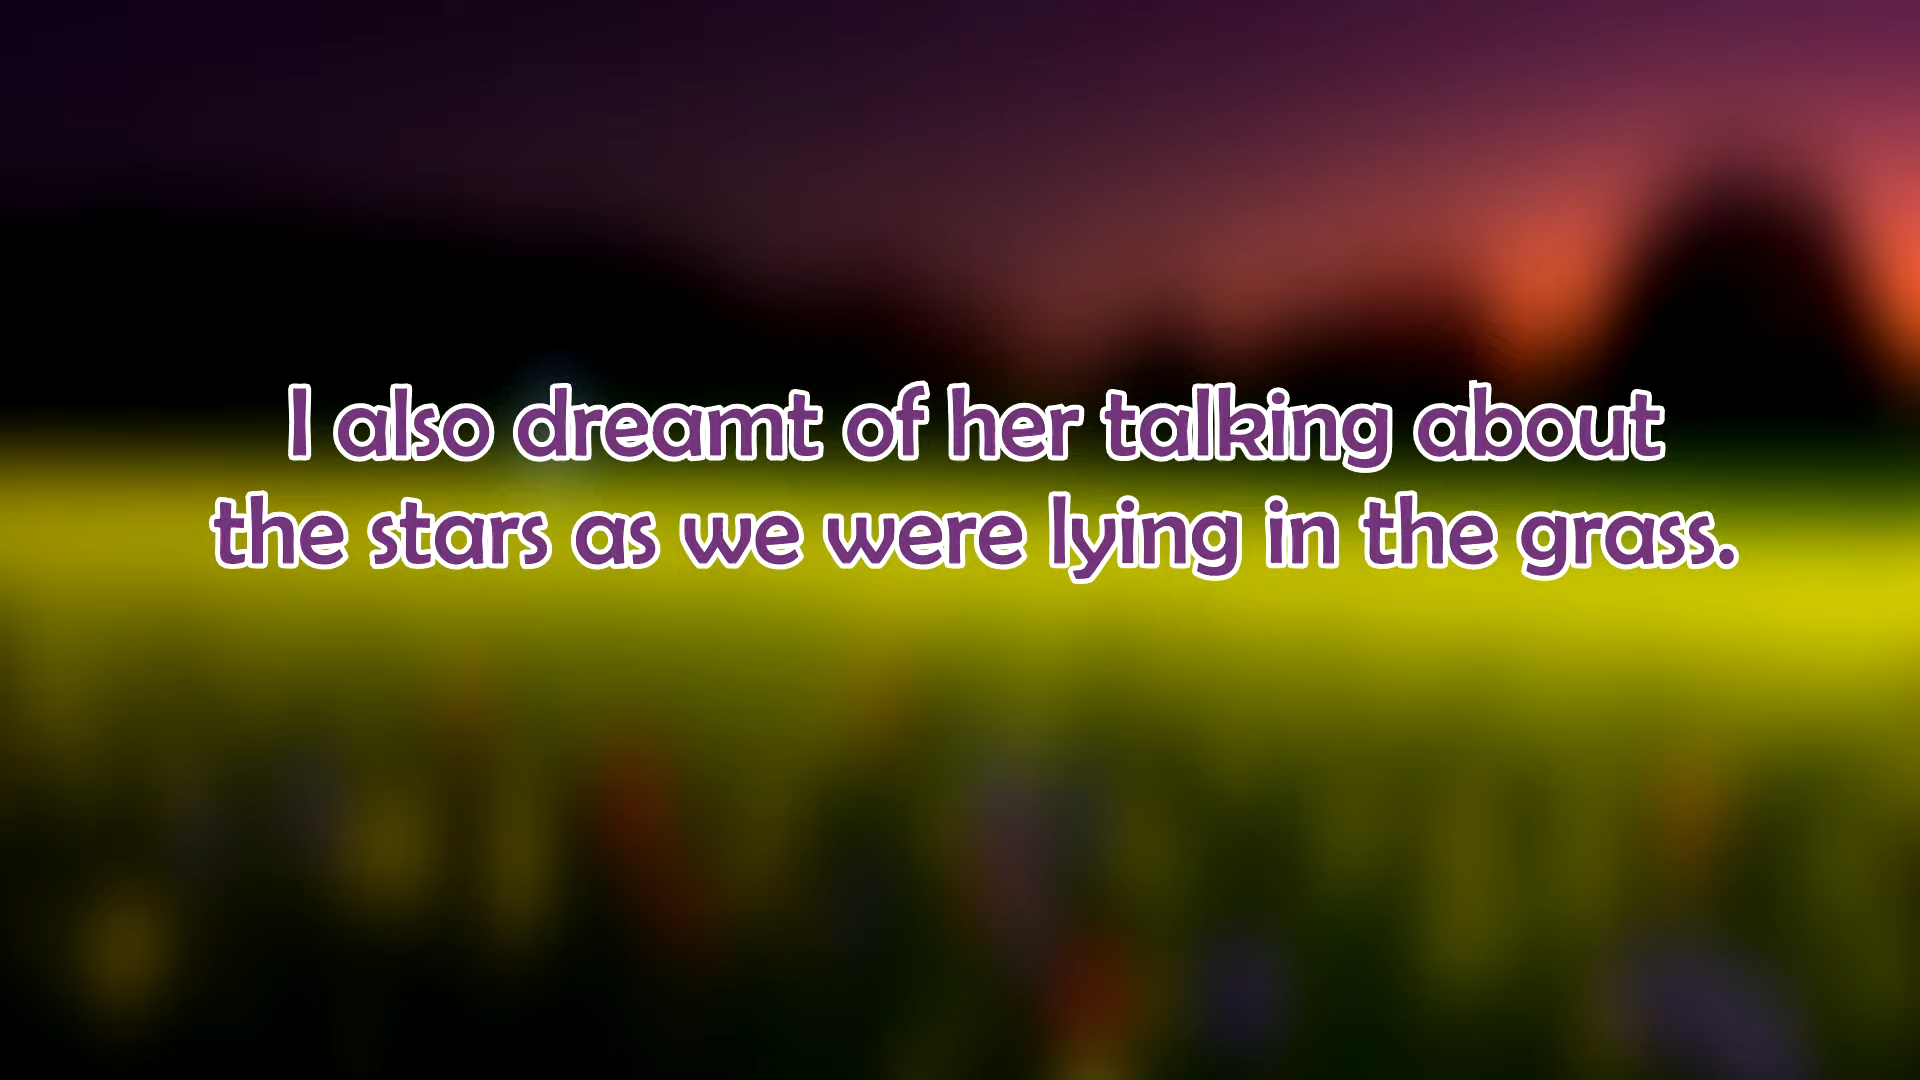 I also dreamt of her talking about
the stars as we were lying in the grass.